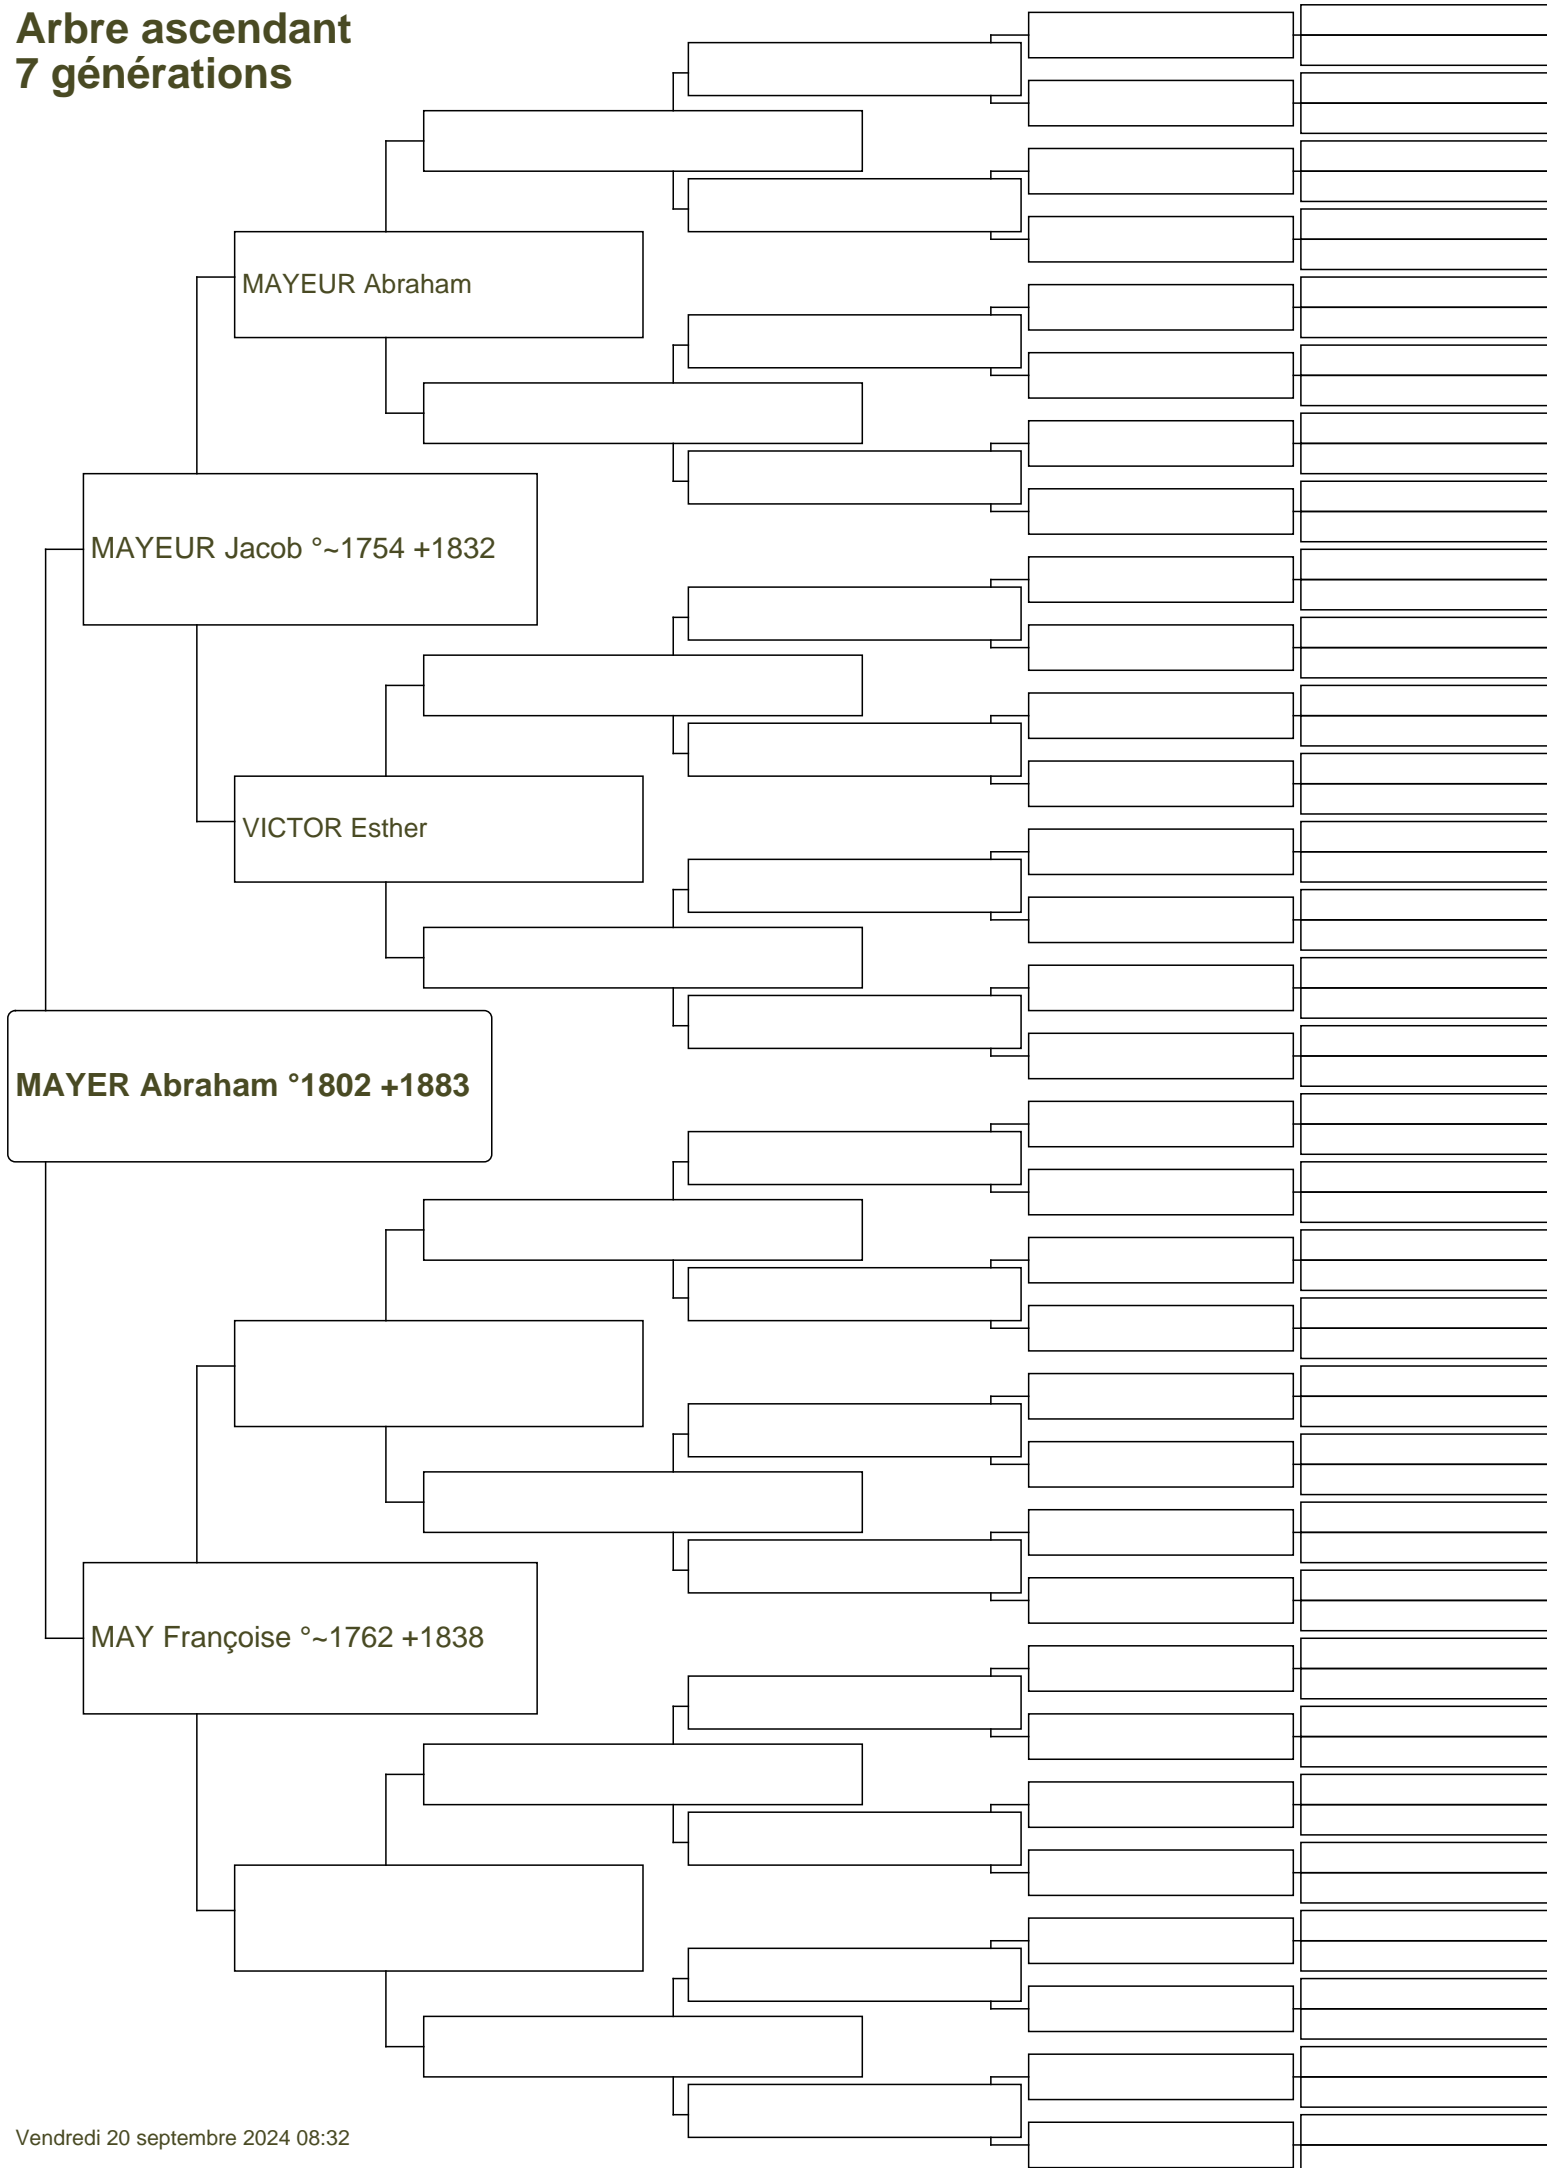 Arbre ascendant
7 générations
MAYEUR Abraham
MAYEUR Jacob °~1754 +1832
VICTOR Esther
MAYER Abraham °1802 +1883
MAY Françoise °~1762 +1838
Vendredi 20 septembre 2024 08:32